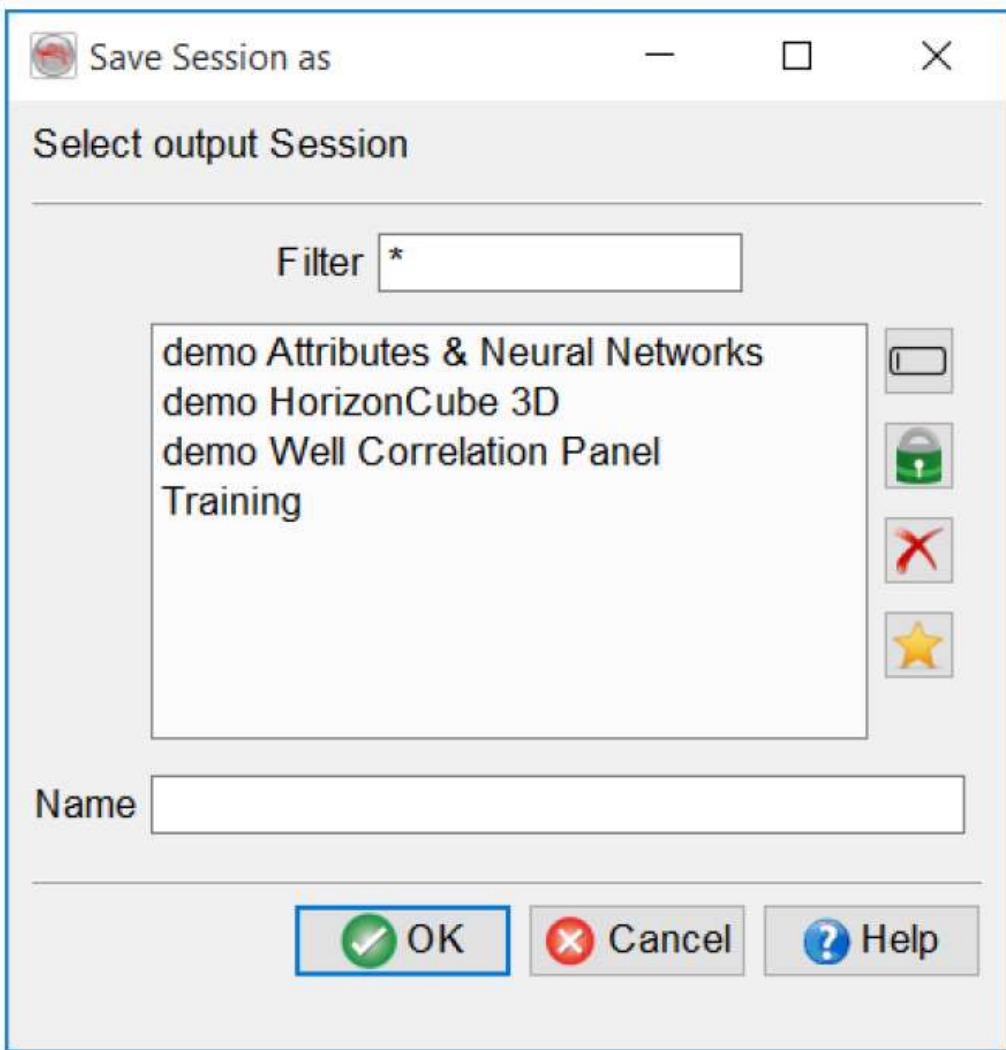 Save Session as
Select output Session
Filter *
demo Attributes & Neural Networks
demo HorizonCube 3D
demo Well Correlation Panel
Training
Name
OK Cancel Help